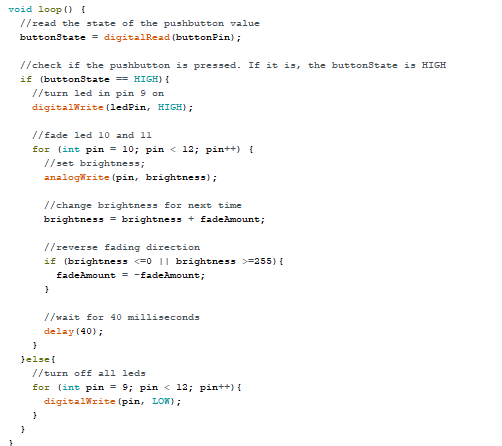 void loop() {
  //read the state of the pushbutton value
  buttonState = digitalRead(buttonPin);

  //check if the pushbutton is pressed. If it is, the buttonState is HIGH
  if (buttonState == HIGH){
    //turn led in pin 9 on
    digitalWrite(ledPin, HIGH);

    //fade led 10 and 11
    for (int pin = 10; pin < 12; pin++) {
      //set brightness;
      analogWrite(pin, brightness);

      //change brightness for next time
      brightness = brightness + fadeAmount;

      //reverse fading direction
      if (brightness <=0 || brightness >=255){
        fadeAmount = -fadeAmount;
      }

      //wait for 40 milliseconds
      delay(40);
    }
  }else{
    //turn off all leds
    for (int pin = 9; pin < 12; pin++){
      digitalWrite(pin, LOW);
    }
  }
}